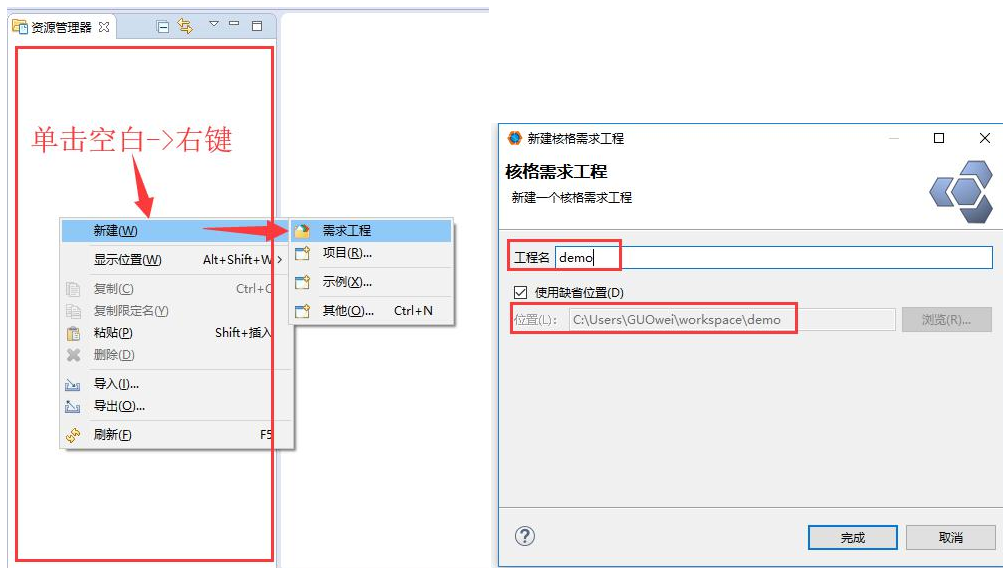 资源管理器
单击空白->右键
新建(W)
显示位置(W) Alt+Shift+W
复制(C) Ctrl+C
复制限定名(Y)
粘贴(P) Shift+插入
删除(D)
导入(I)...
导出(O)...
刷新(F) F5
需求工程
项目(R)...
示例(X)...
其他(O)... Ctrl+N
新建核格需求工程
核格需求工程
新建一个核格需求工程
工程名 demo
使用缺省位置(D)
位置(L): C:\Users\GUOwei\workspace\demo 浏览(R)...
? 完成 取消